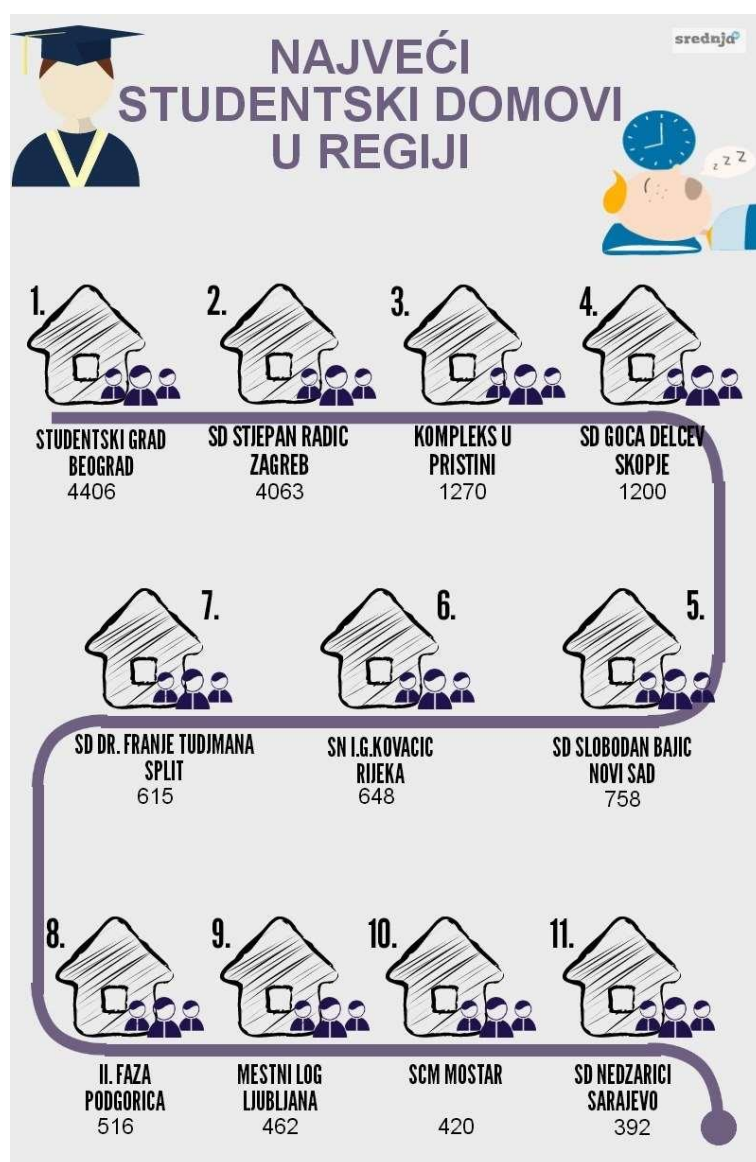 srednja
NAJVEĆI
STUDENTSKI DOMOVI
U REGIJI
z z z
1.
STUDENTSKI GRAD
BEOGRAD
4406
2.
SD STJEPAN RADIC
ZAGREB
4063
3.
KOMPLEKS U
PRISTINI
1270
4.
SD GOCA DELCEV
SKOPJE
1200
5.
SD SLOBODAN BAJIC
NOVI SAD
758
6.
SN I.G.KOVACIC
RIJEKA
648
7.
SD DR. FRANJE TUDJMANA
SPLIT
615
8.
II. FAZA
PODGORICA
516
9.
MESTNI LOG
LJUBLJANA
462
10.
SCM MOSTAR
420
11.
SD NEDZARICI
SARAJEVO
392